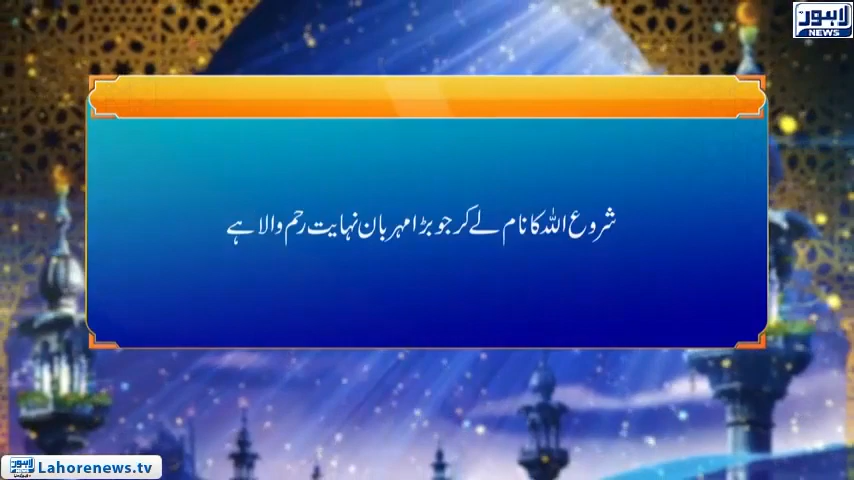 لاہور
NEWS
شروع اللہ کا نام لے کر جو بڑا مہربان نہایت رحم والا ہے
لاہور
Lahorenews.tv